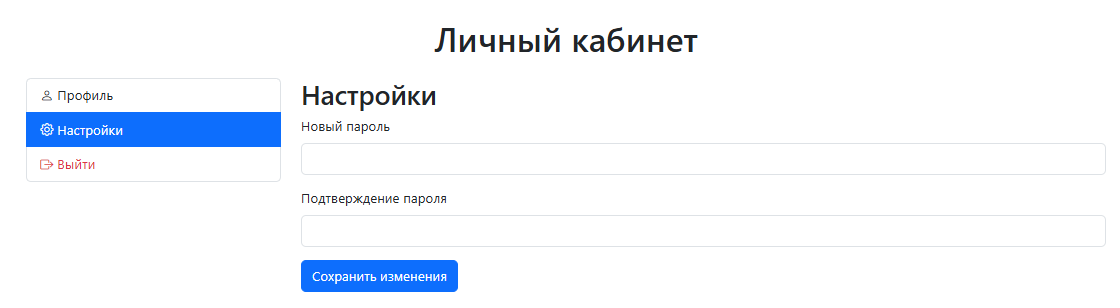 Личный кабинет
Профиль
Настройки
Выйти
Настройки
Новый пароль
Подтверждение пароля
Сохранить изменения